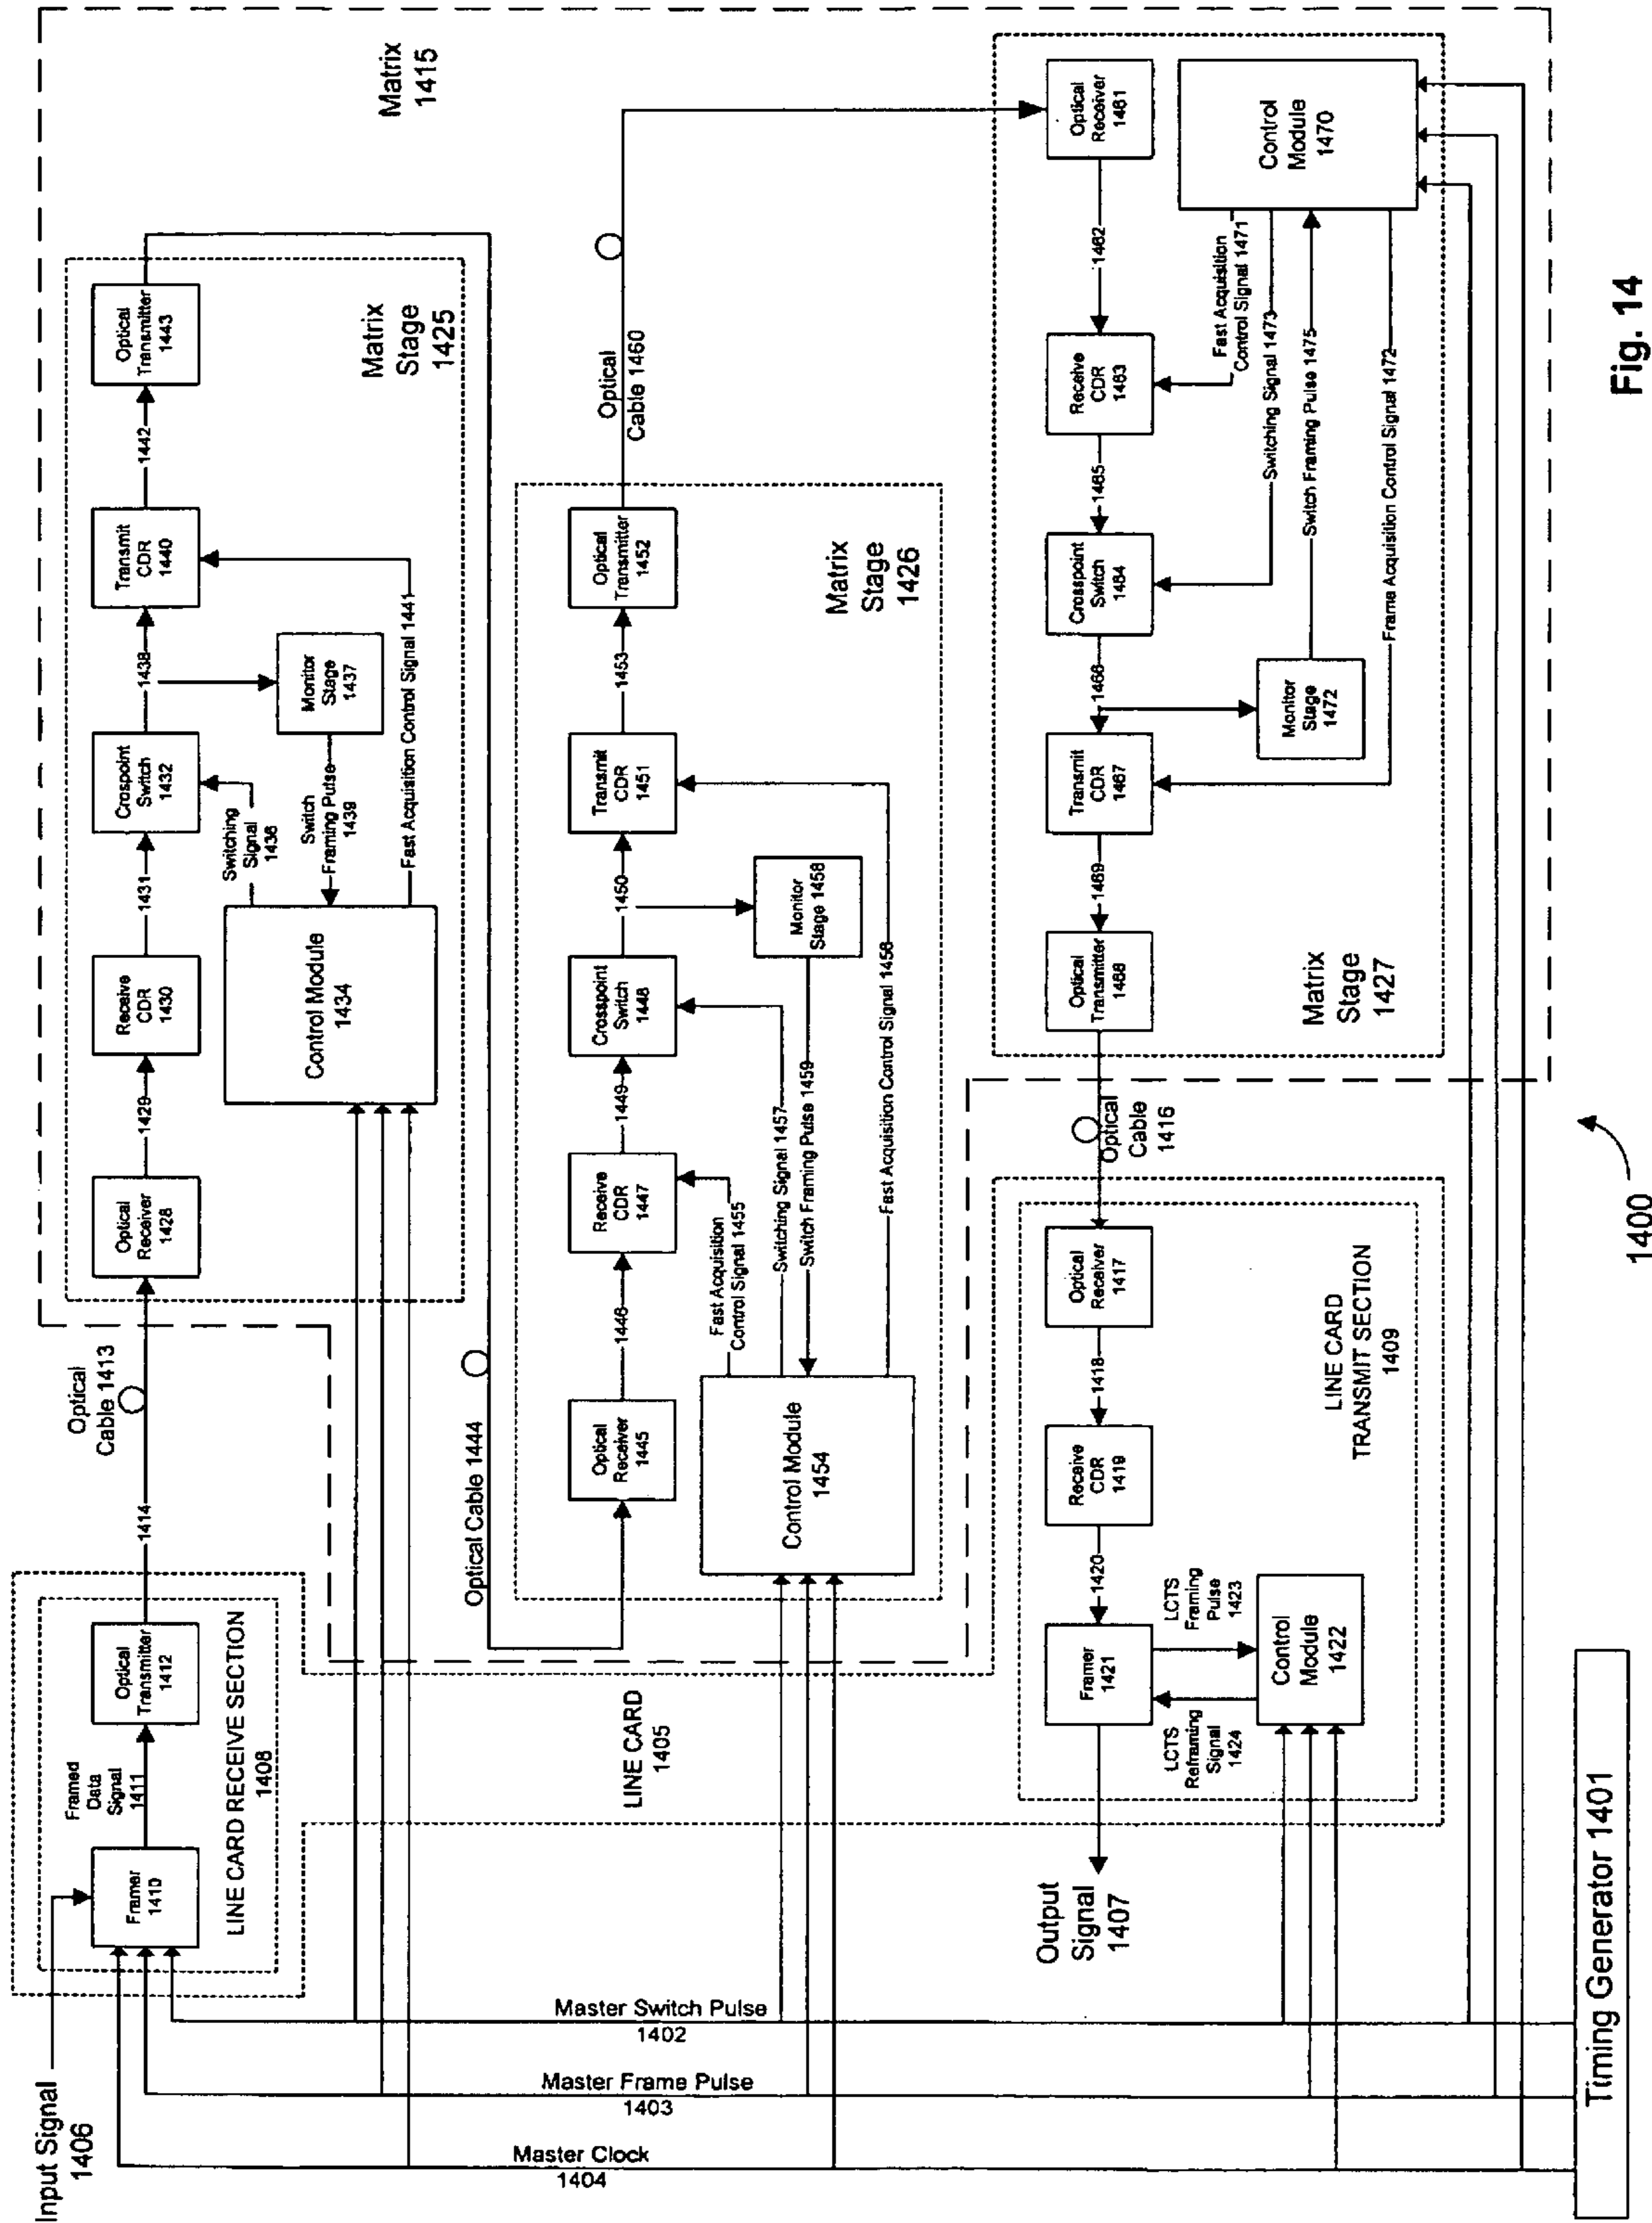 Input Signal
1406
Framer
1410
Framed
Data
Signal
1411
Optical
Transmitter
1412
LINE CARD RECEIVE SECTION
1408
1414
Optical
Cable 1413
Matrix
1415
Optical
Receiver
1428
1429
Receive
CDR
1430
1431
Crosspoint
Switch
1432
1438
Transmit
CDR
1440
1442
Optical
Transmitter
1443
Control Module
1434
Switching
Signal
1436
Switch
Framing Pulse
1439
Monitor
Stage
1437
Fast Acquisition Control Signal 1441
Matrix
Stage
1425
Optical Cable 1444
Optical
Receiver
1445
1446
Receive
CDR
1447
1449
Crosspoint
Switch
1448
1450
Transmit
CDR
1451
1453
Optical
Transmitter
1452
Control Module
1454
Fast Acquisition
Control Signal 1455
Switching Signal 1457
Switch Framing Pulse 1459
Monitor
Stage 1458
Fast Acquisition Control Signal 1456
Matrix
Stage
1426
Optical
Cable 1460
Optical
Receiver
1461
1462
Receive
CDR
1463
1465
Crosspoint
Switch
1464
1466
Transmit
CDR
1467
1469
Optical
Transmitter
1468
Control
Module
1470
Fast Acquisition
Control Signal 1471
Switching Signal 1473
Switch Framing Pulse 1475
Frame Acquisition Control Signal 1472
Monitor
Stage
1472
Matrix
Stage
1427
Optical
Cable
1416
Optical
Receiver
1417
1418
Receive
CDR
1419
1420
Framer
1421
LCTS
Framing
Pulse
1423
LCTS
Reframing
Signal
1424
Control
Module
1422
LINE CARD
TRANSMIT SECTION
1409
LINE CARD
1405
Output
Signal
1407
Master Switch Pulse
1402
Master Frame Pulse
1403
Master Clock
1404
Timing Generator 1401
1400
Fig. 14